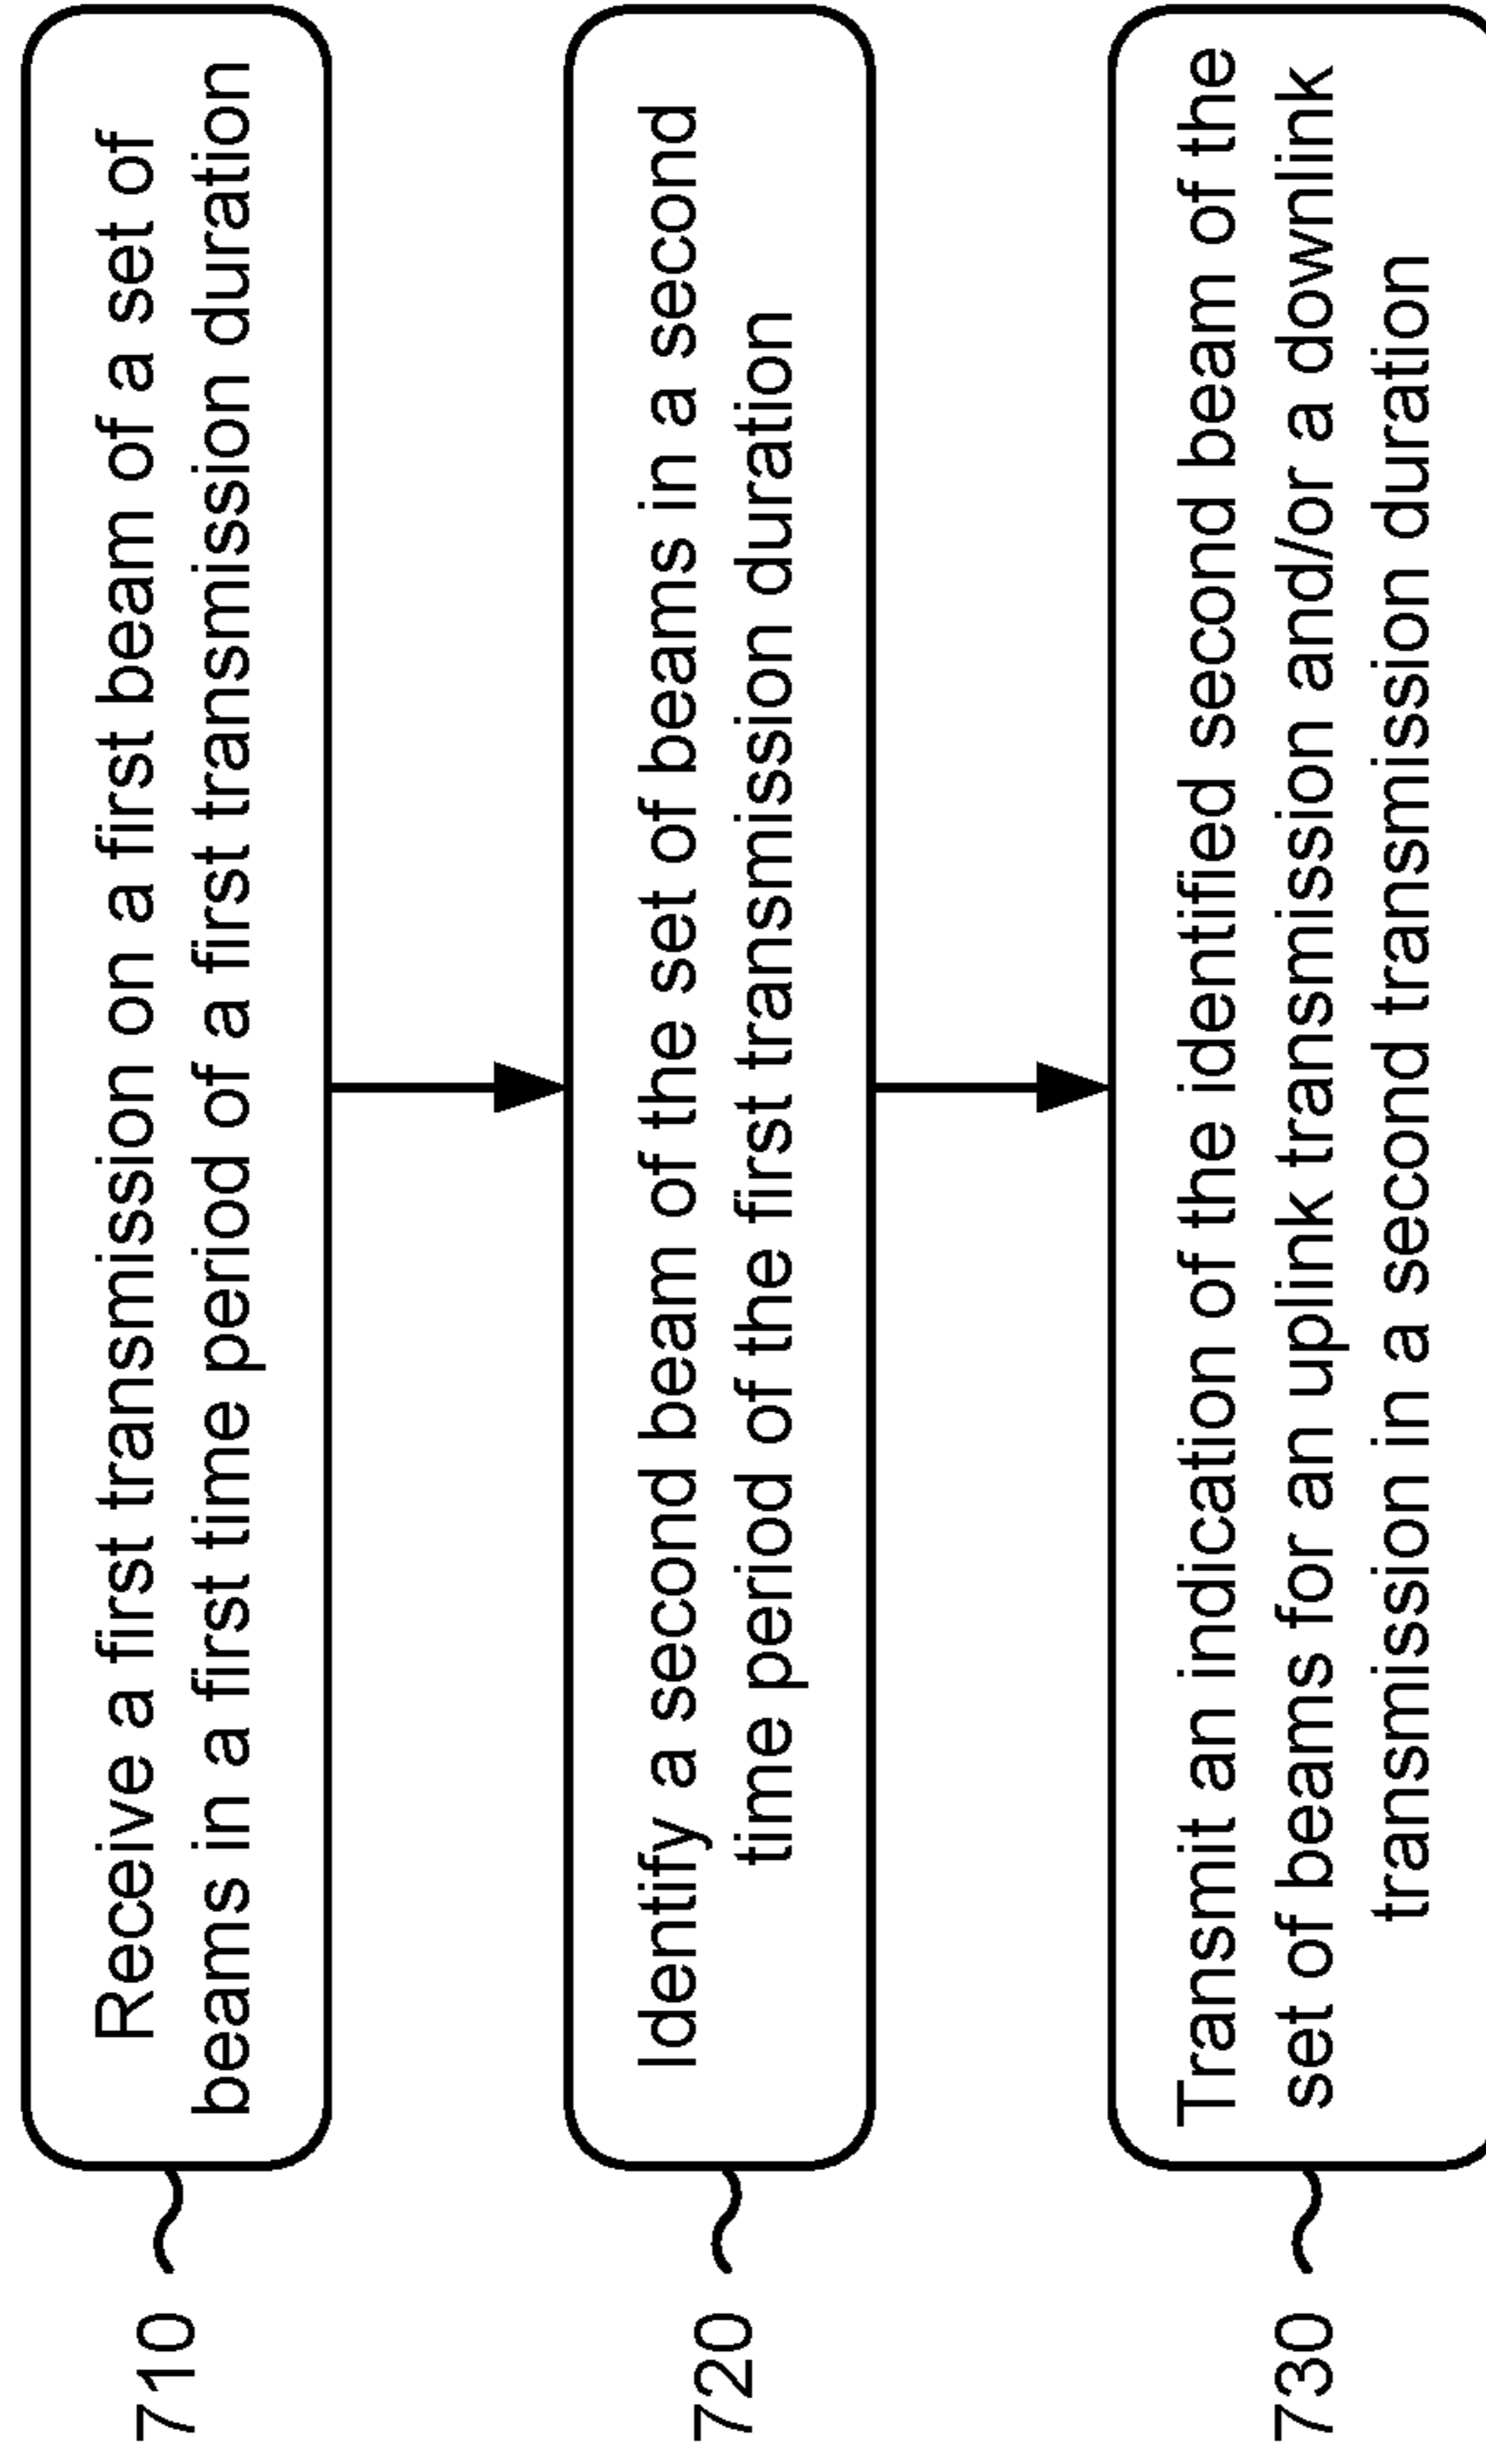 710
Receive a first transmission on a first beam of a set of
beams in a first time period of a first transmission duration
720
Identify a second beam of the set of beams in a second
time period of the first transmission duration
730
Transmit an indication of the identified second beam of the
set of beams for an uplink transmission and/or a downlink
transmission in a second transmission duration